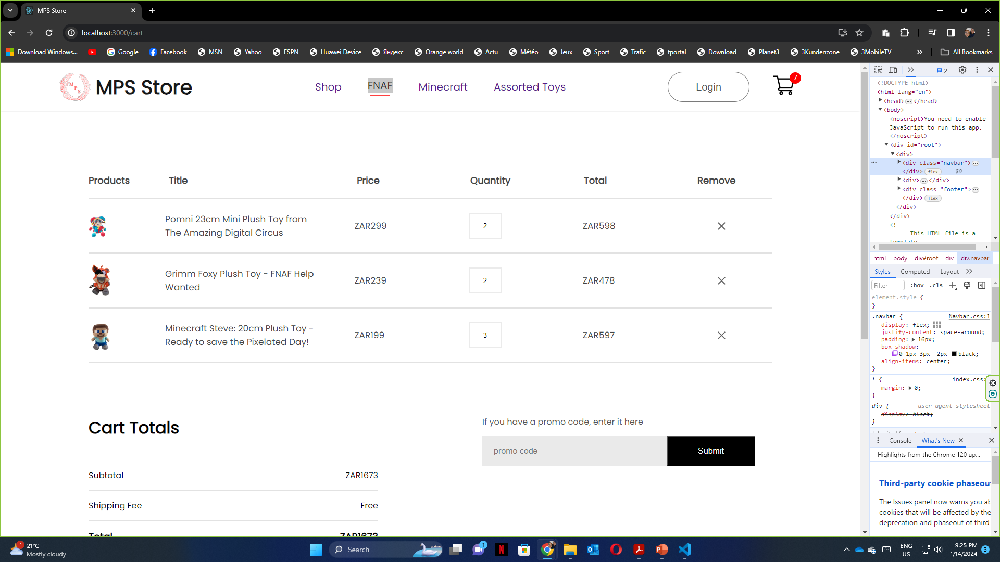 MPS Store
localhost:3000/cart
Download Windows... Google Facebook MSN Yahoo ESPN Huawei Device Яндекс Orange world Actu Météo Jeux Sport Trafic tportal Download Planet3 3Kundenzone 3MobileTV » All Bookmarks
MPS
MPS Store
Shop FNAF Minecraft Assorted Toys
Login
7
Products Title Price Quantity Total Remove
Pomni 23cm Mini Plush Toy from
The Amazing Digital Circus
ZAR299 2 ZAR598
Grimm Foxy Plush Toy - FNAF Help
Wanted
ZAR239 2 ZAR478
Minecraft Steve: 20cm Plush Toy -
Ready to save the Pixelated Day!
ZAR199 3 ZAR597
Cart Totals
Subtotal ZAR1673
Shipping Fee Free
Total ZAR1673
If you have a promo code, enter it here
promo code
Submit
2
<!DOCTYPE html>
<html lang="en">
<head> … </head>
<body>
<noscript>You need to enable
JavaScript to run this app.
</noscript>
<div id="root">
<div>
<div class="navbar"> …
</div> flex == $0
<div> … </div>
<div class="footer"> …
</div> flex
</div>
</div>
<!--
This HTML file is a
template
html body div#root div div.navbar
Styles Computed Layout
Filter :hov .cls
element.style {
}
.navbar { Navbar.css:1
display: flex;
justify-content: space-around;
padding: 16px;
box-shadow:
0 1px 3px -2px black;
align-items: center;
}
* { index.css:
margin: 0;
}
div { user agent stylesheet
display: block;
}
Console What's New
Highlights from the Chrome 120 up...
Third-party cookie phaseout
The Issues panel now warns you ab
cookies that will be affected by the
deprecation and phaseout of third-
1
21°C
Mostly cloudy
Search
1
ENG
US
9:25 PM
1/14/2024
3